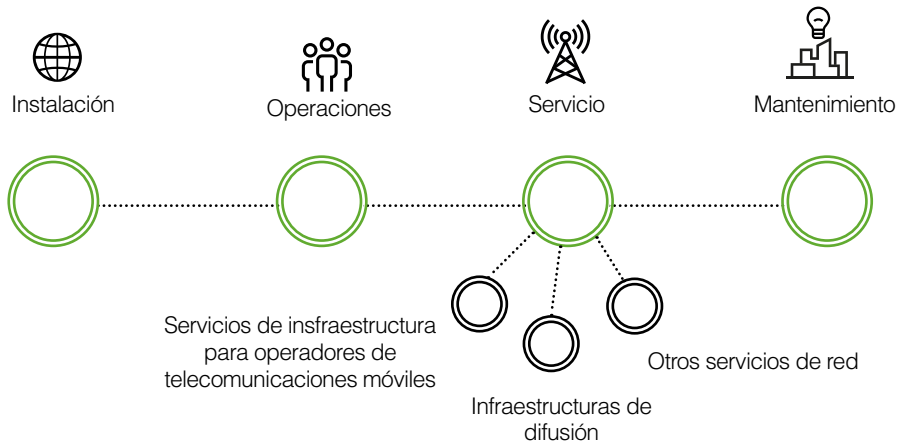 Instalación
Operaciones
Servicio
Mantenimiento
Servicios de insfraestructura
para operadores de
telecomunicaciones móviles
Infraestructuras de
difusión
Otros servicios de red